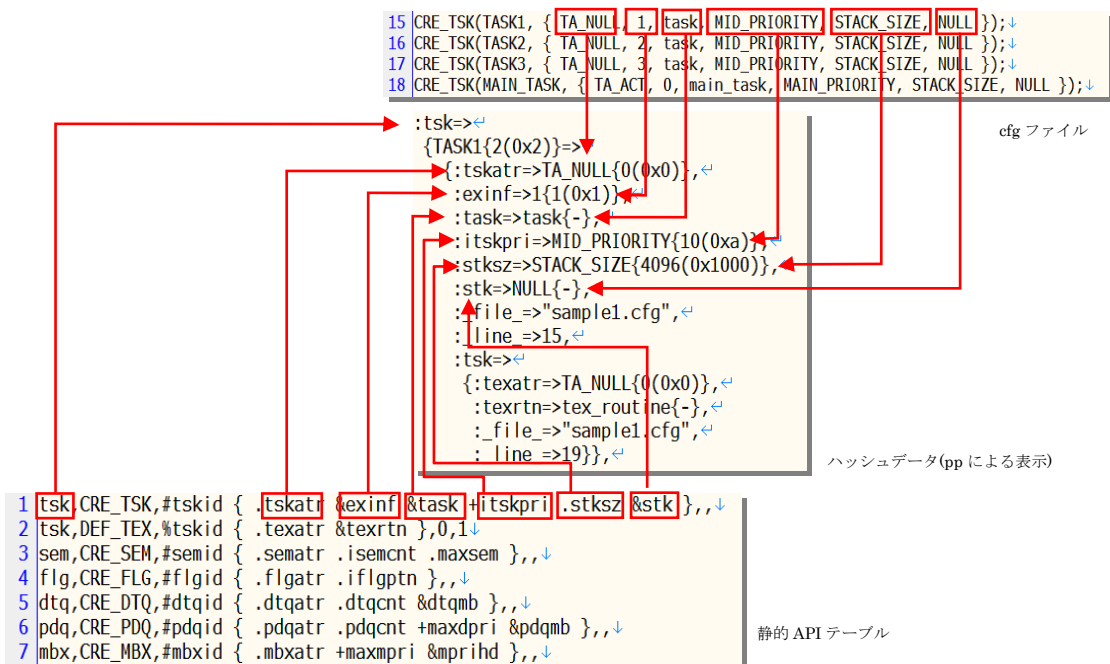 15 CRE_TSK(TASK1, { TA_NULL, 1, task, MID_PRIORITY, STACK_SIZE, NULL });↓
16 CRE_TSK(TASK2, { TA_NULL, 2, task, MID_PRIORITY, STACK_SIZE, NULL });↓
17 CRE_TSK(TASK3, { TA_NULL, 3, task, MID_PRIORITY, STACK_SIZE, NULL });↓
18 CRE_TSK(MAIN_TASK, { TA_ACT, 0, main_task, MAIN_PRIORITY, STACK_SIZE, NULL });↓
cfg ファイル
:tsk=>↵
{TASK1{2(0x2)}=>
{:tskatr=>TA_NULL{0(0x0)},↵
:exinf=>1{1(0x1)},↵
:task=>task{-},↵
:itskpri=>MID_PRIORITY{10(0xa)},↵
:stksz=>STACK_SIZE{4096(0x1000)},↵
:stk=>NULL{-},
:_file_=>"sample1.cfg",↵
:_line_=>15,↵
:tsk=>↵
{:texatr=>TA_NULL{0(0x0)},↵
:texrtn=>tex_routine{-},↵
:_file_=>"sample1.cfg",↵
:_line_=>19}},↵
ハッシュデータ(pp による表示)
1 tsk,CRE_TSK,#tskid { .tskatr &exinf &task +itskpri .stksz &stk },,↓
2 tsk,DEF_TEX,%tskid { .texatr &texrtn },0,1↓
3 sem,CRE_SEM,#semid { .sematr .isemcnt .maxsem },,↓
4 flg,CRE_FLG,#flgid { .flgatr .iflgptn },,↓
5 dtq,CRE_DTQ,#dtqid { .dtqatr .dtqcnt &dtqmb },,↓
6 pdq,CRE_PDQ,#pdqid { .pdqatr .pdqcnt +maxdpri &pdqmb },,↓
7 mbx,CRE_MBX,#mbxid { .mbxatr +maxmpri &mprihd },,↓
静的 API テーブル